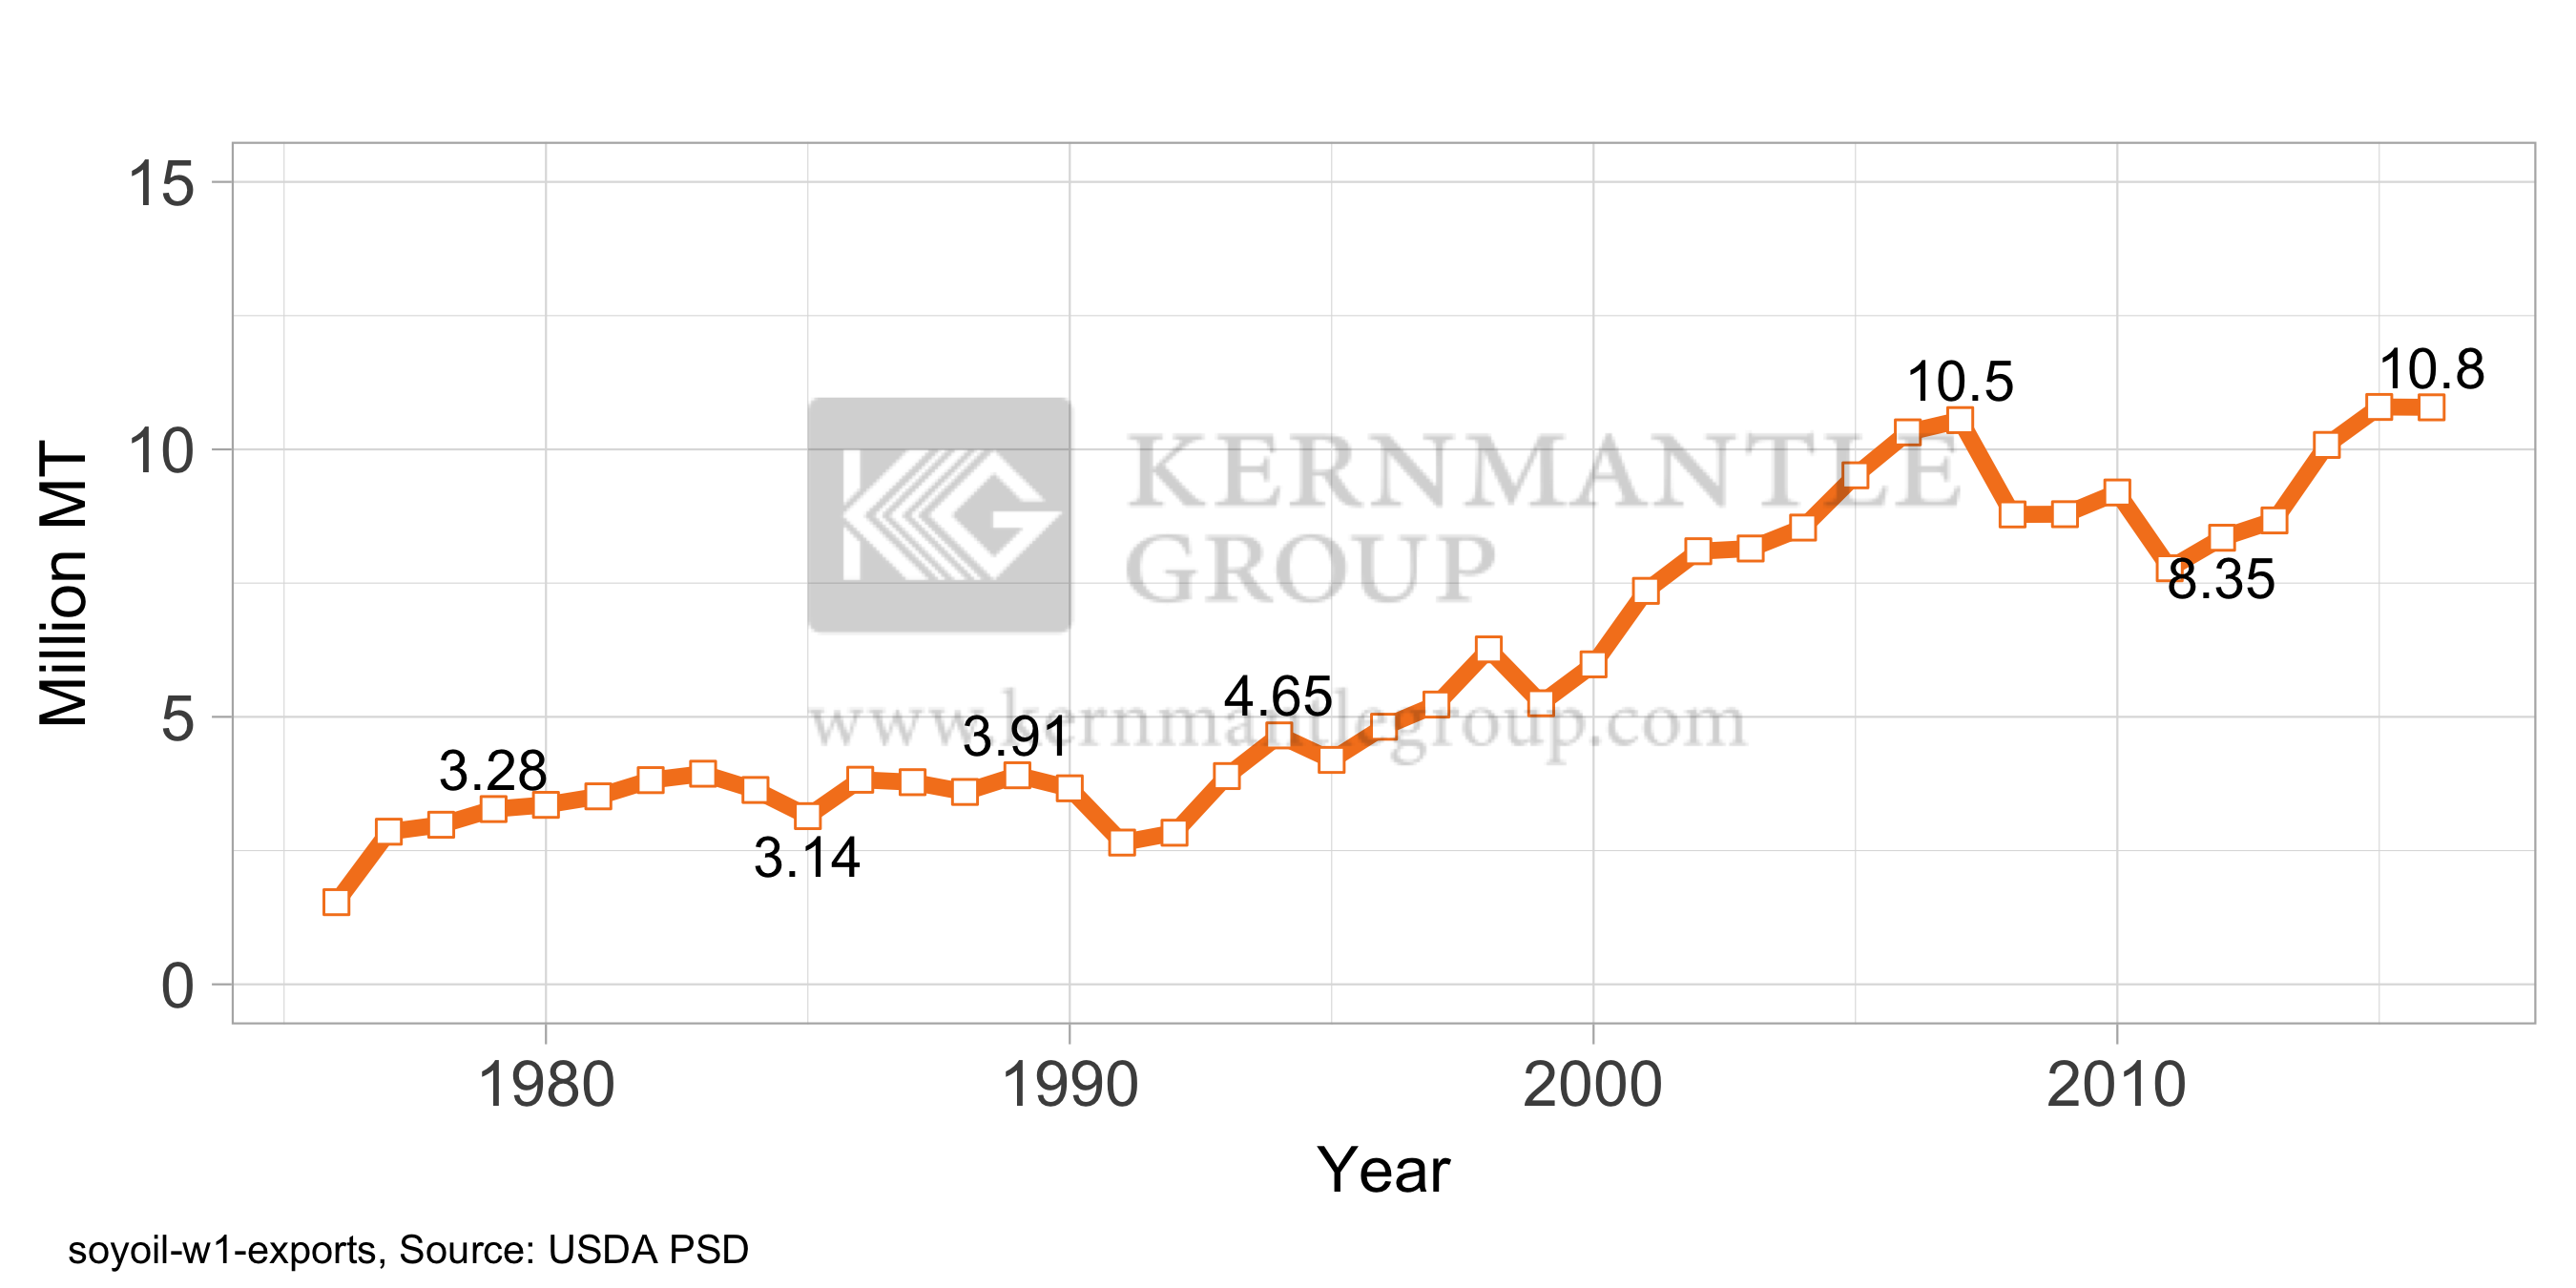 15
10
5
0
Million MT
3.28
3.14
3.91
4.65
10.5
8.35
10.8
KG
KERNMANTLE
GROUP
www.kernmantlegroup.com
1980 1990 2000 2010
Year
soyoil-w1-exports, Source: USDA PSD